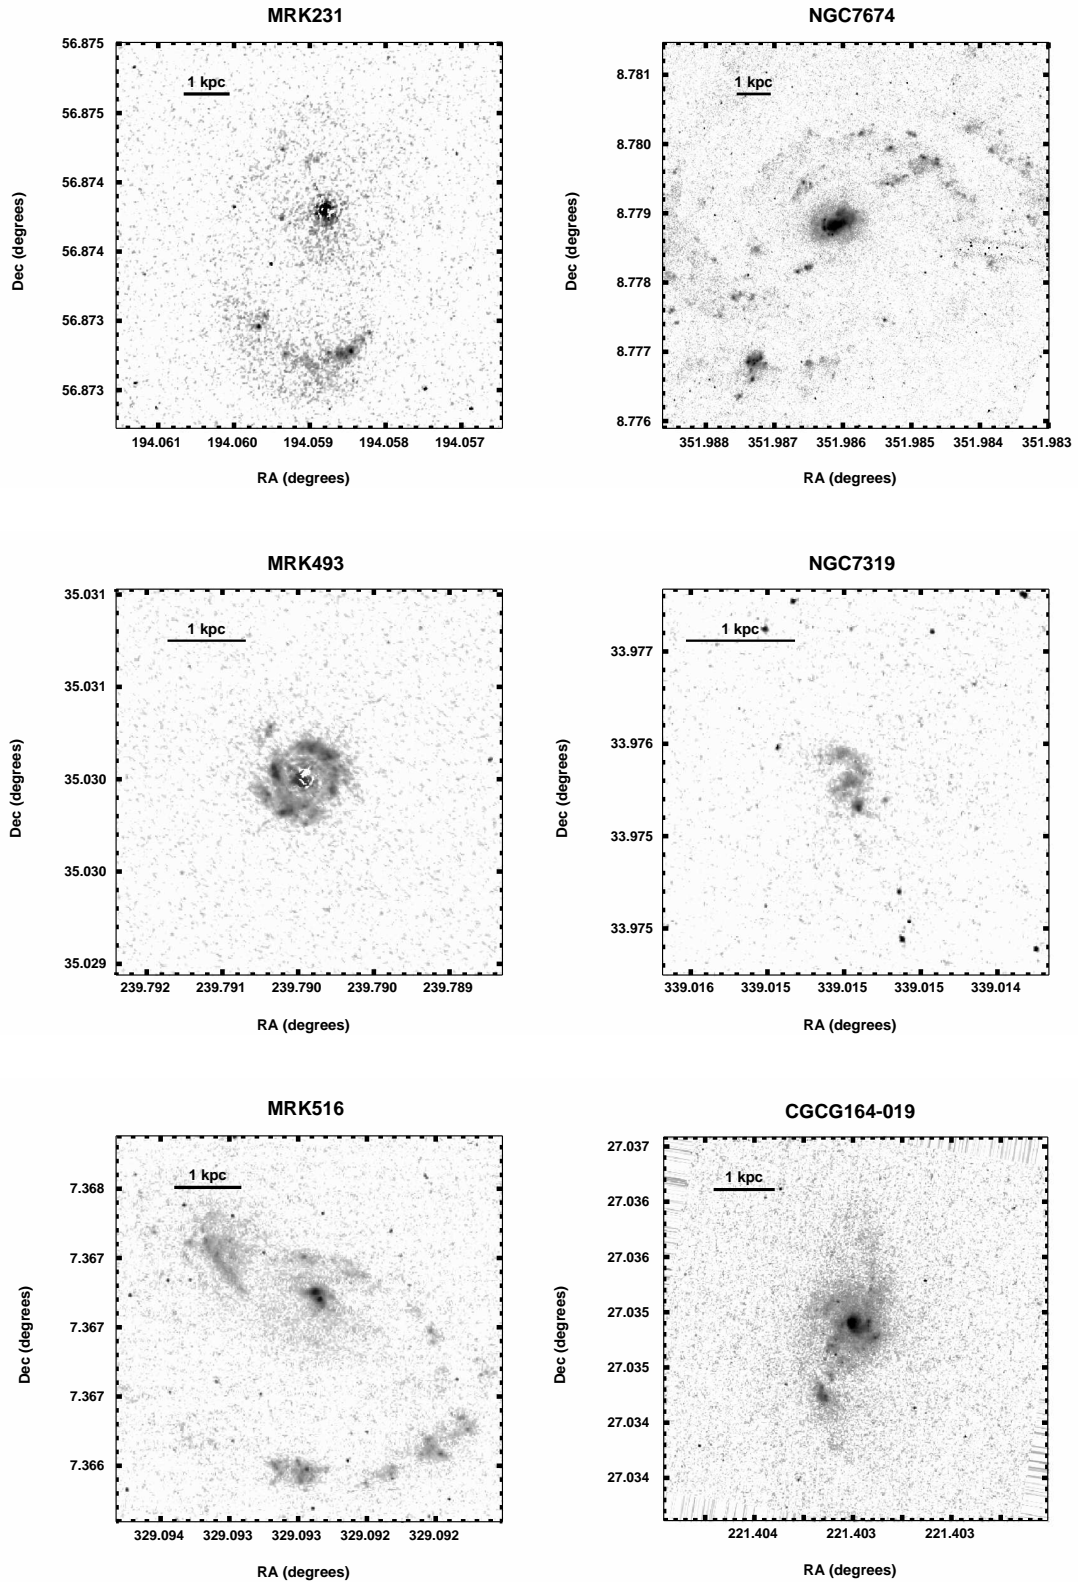 MRK231
NGC7674
56.875
56.875
56.874
56.874
56.873
56.873
Dec (degrees)
1 kpc
194.061 194.060 194.059 194.058 194.057
RA (degrees)
8.781
8.780
8.779
8.778
8.777
8.776
Dec (degrees)
1 kpc
351.988 351.987 351.986 351.985 351.984 351.983
RA (degrees)
MRK493
NGC7319
35.031
35.031
35.030
35.030
35.029
Dec (degrees)
1 kpc
239.792 239.791 239.790 239.790 239.789
RA (degrees)
33.977
33.976
33.975
33.975
Dec (degrees)
1 kpc
339.016 339.015 339.015 339.015 339.014
RA (degrees)
MRK516
CGCG164-019
7.368
7.367
7.367
7.367
7.366
Dec (degrees)
1 kpc
329.094 329.093 329.093 329.092 329.092
RA (degrees)
27.037
27.036
27.036
27.035
27.035
27.034
27.034
Dec (degrees)
1 kpc
221.404 221.403 221.403
RA (degrees)